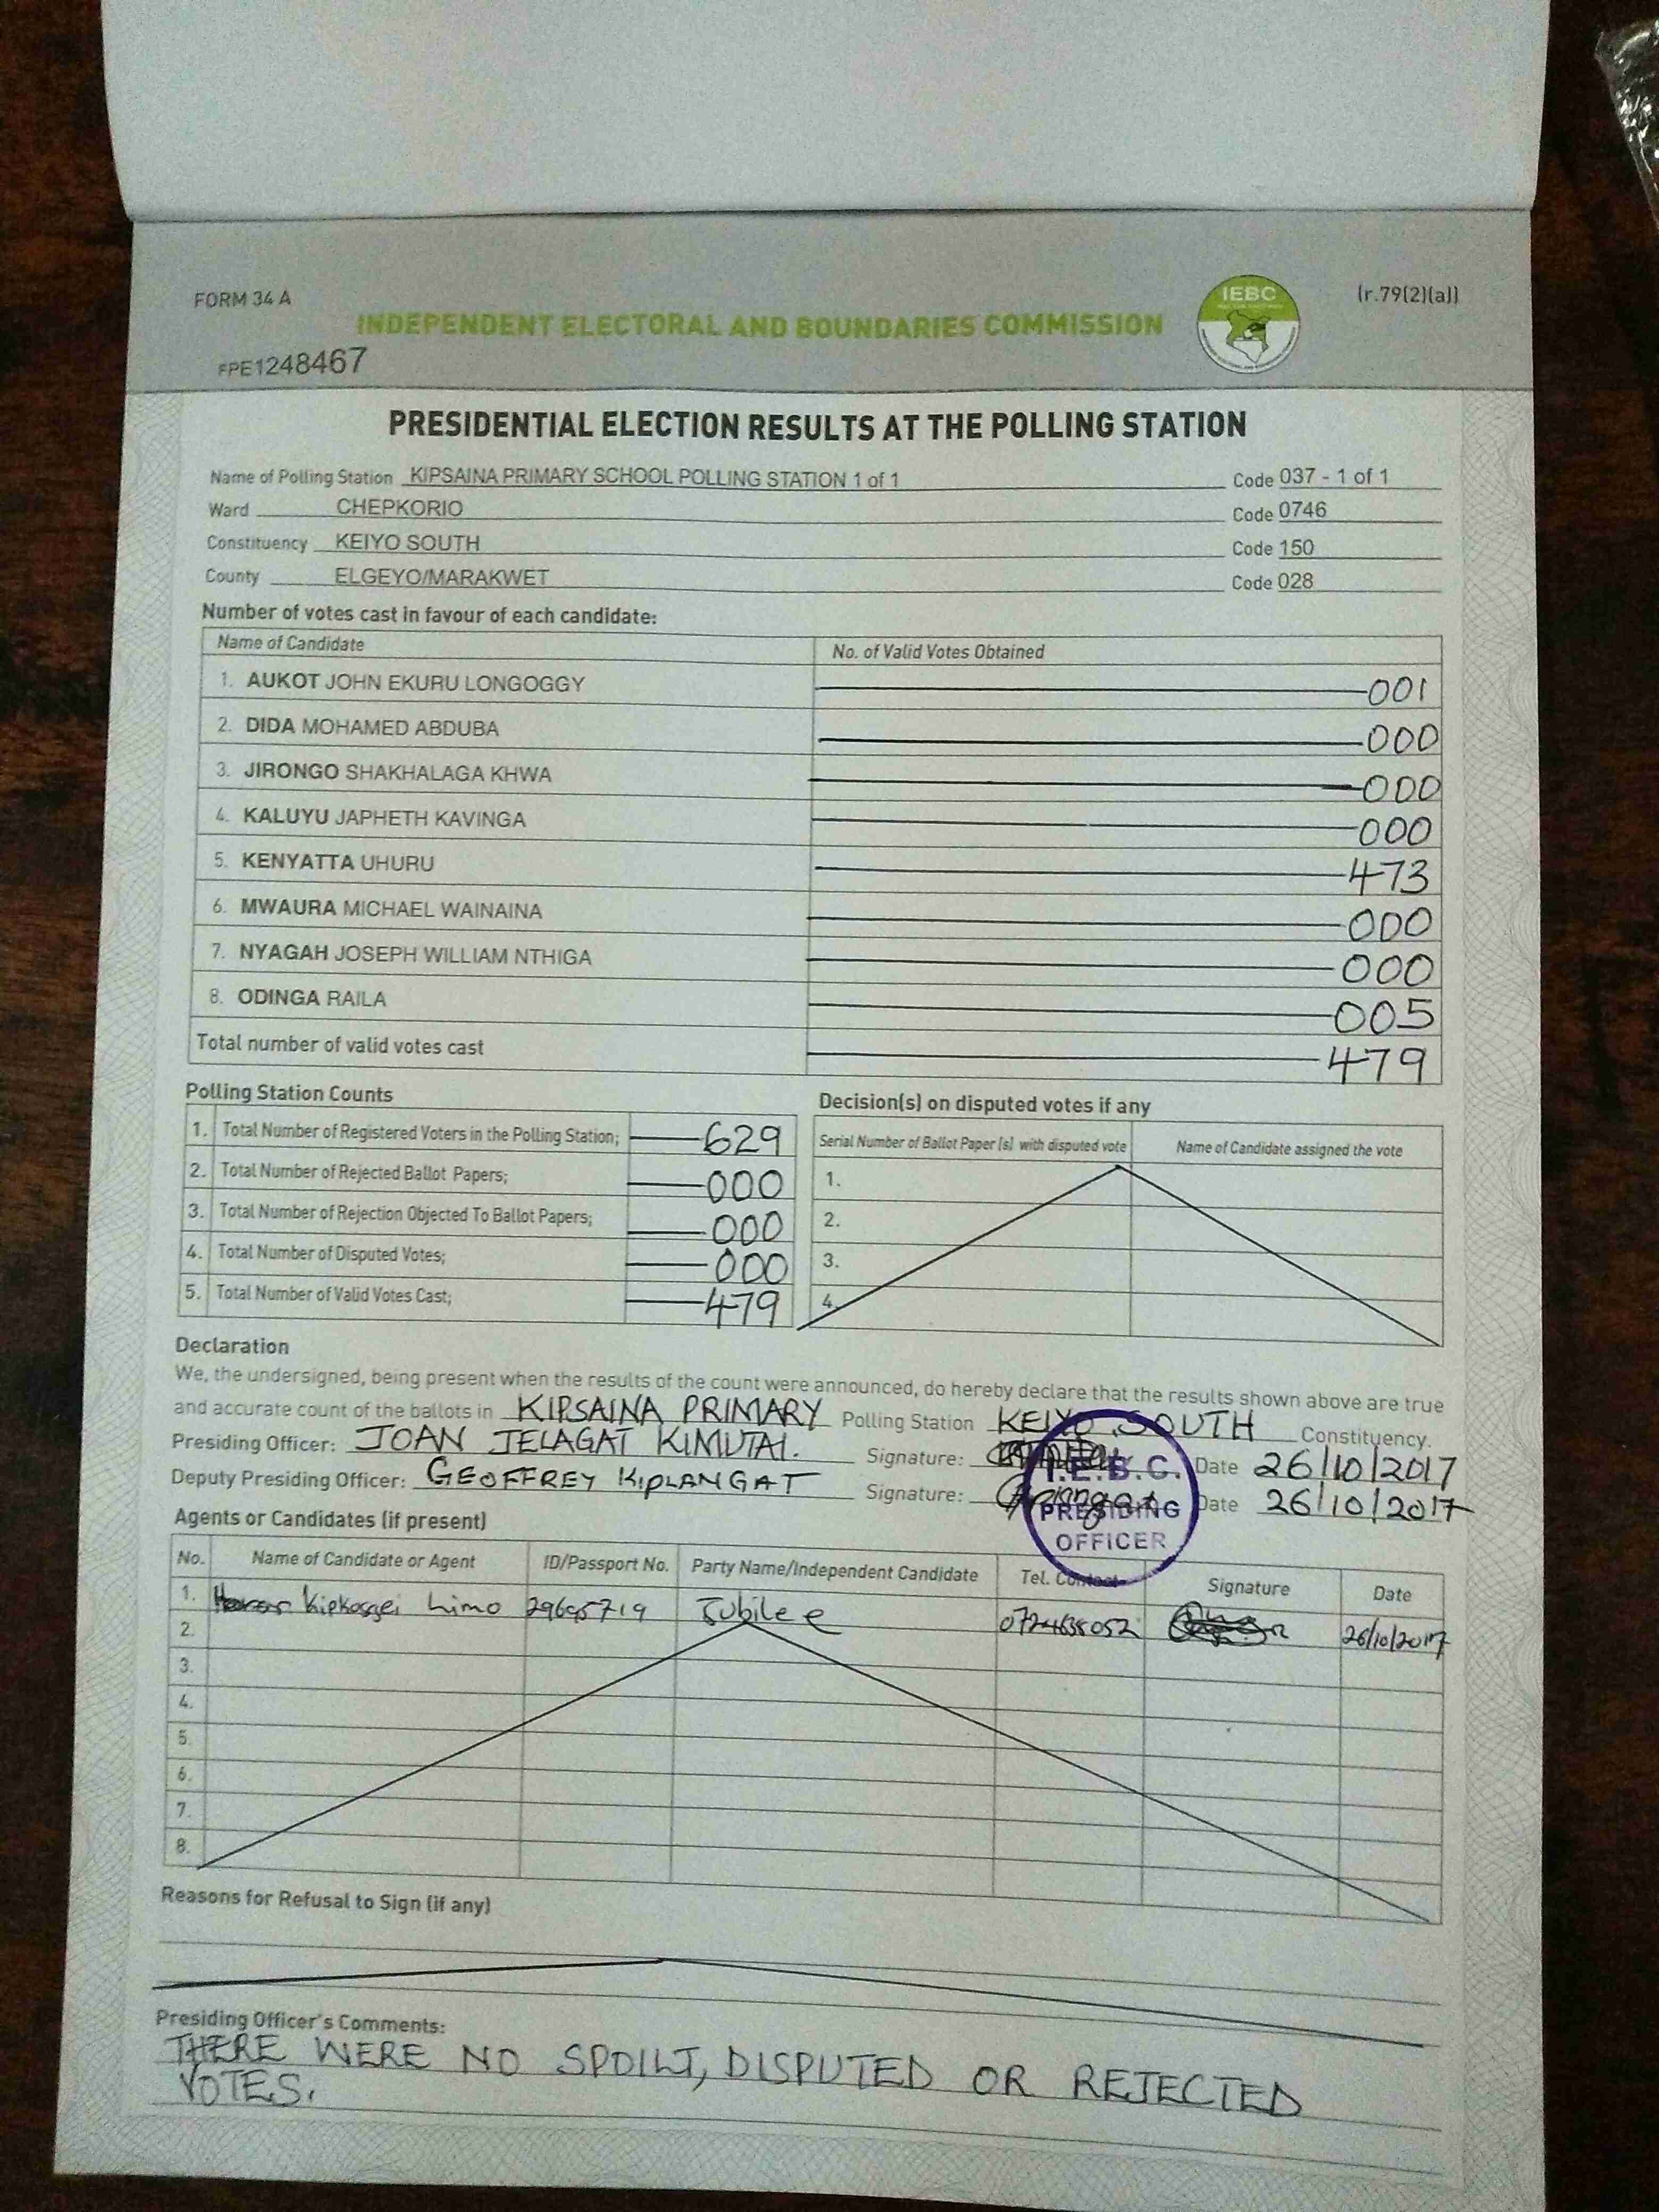 FORM 34 A
(r.79(2)(a))
IEBC
INDEPENDENT ELECTORAL AND BOUNDARIES COMMISSION
FPE1248467
PRESIDENTIAL ELECTION RESULTS AT THE POLLING STATION
Name of Polling Station KIPSAINA PRIMARY SCHOOL POLLING STATION 1 of 1 Code 037 - 1 of 1
Ward CHEPKORIO Code 0746
Constituency KEIYO SOUTH Code 150
County ELGEYO/MARAKWET Code 028
Number of votes cast in favour of each candidate:
Name of Candidate No. of Valid Votes Obtained
1. AUKOT JOHN EKURU LONGOGGY 001
2. DIDA MOHAMED ABDUBA 000
3. JIRONGO SHAKHALAGA KHWA 000
4. KALUYU JAPHETH KAVINGA 000
5. KENYATTA UHURU 473
6. MWAURA MICHAEL WAINAINA 000
7. NYAGAH JOSEPH WILLIAM NTHIGA 000
8. ODINGA RAILA 005
Total number of valid votes cast 479
Polling Station Counts
1. Total Number of Registered Voters in the Polling Station; 629
2. Total Number of Rejected Ballot Papers; 000
3. Total Number of Rejection Objected To Ballot Papers; 000
4. Total Number of Disputed Votes; 000
5. Total Number of Valid Votes Cast; 479
Decision(s) on disputed votes if any
Serial Number of Ballot Paper (s) with disputed vote Name of Candidate assigned the vote
1.
2.
3.
4.
Declaration
We, the undersigned, being present when the results of the count were announced, do hereby declare that the results shown above are true
and accurate count of the ballots in KIPSAINA PRIMARY Polling Station KEIYO SOUTH Constituency.
Presiding Officer: JOAN JELAGAT KIMUTAI. Signature: Date 26/10/2017
Deputy Presiding Officer: GEOFFREY KIPLANGAT Signature: Date 26/10/2017
I.E.B.C.
PRESIDING
OFFICER
Agents or Candidates (if present)
No. Name of Candidate or Agent ID/Passport No. Party Name/Independent Candidate Tel. Contact Signature Date
1. Kipkosgei Limo Jubilee 26/10/2017
2.
3.
4.
5.
6.
7.
8.
Reasons for Refusal to Sign (if any)
Presiding Officer's Comments:
THERE WERE NO SPOILT, DISPUTED OR REJECTED
VOTES.